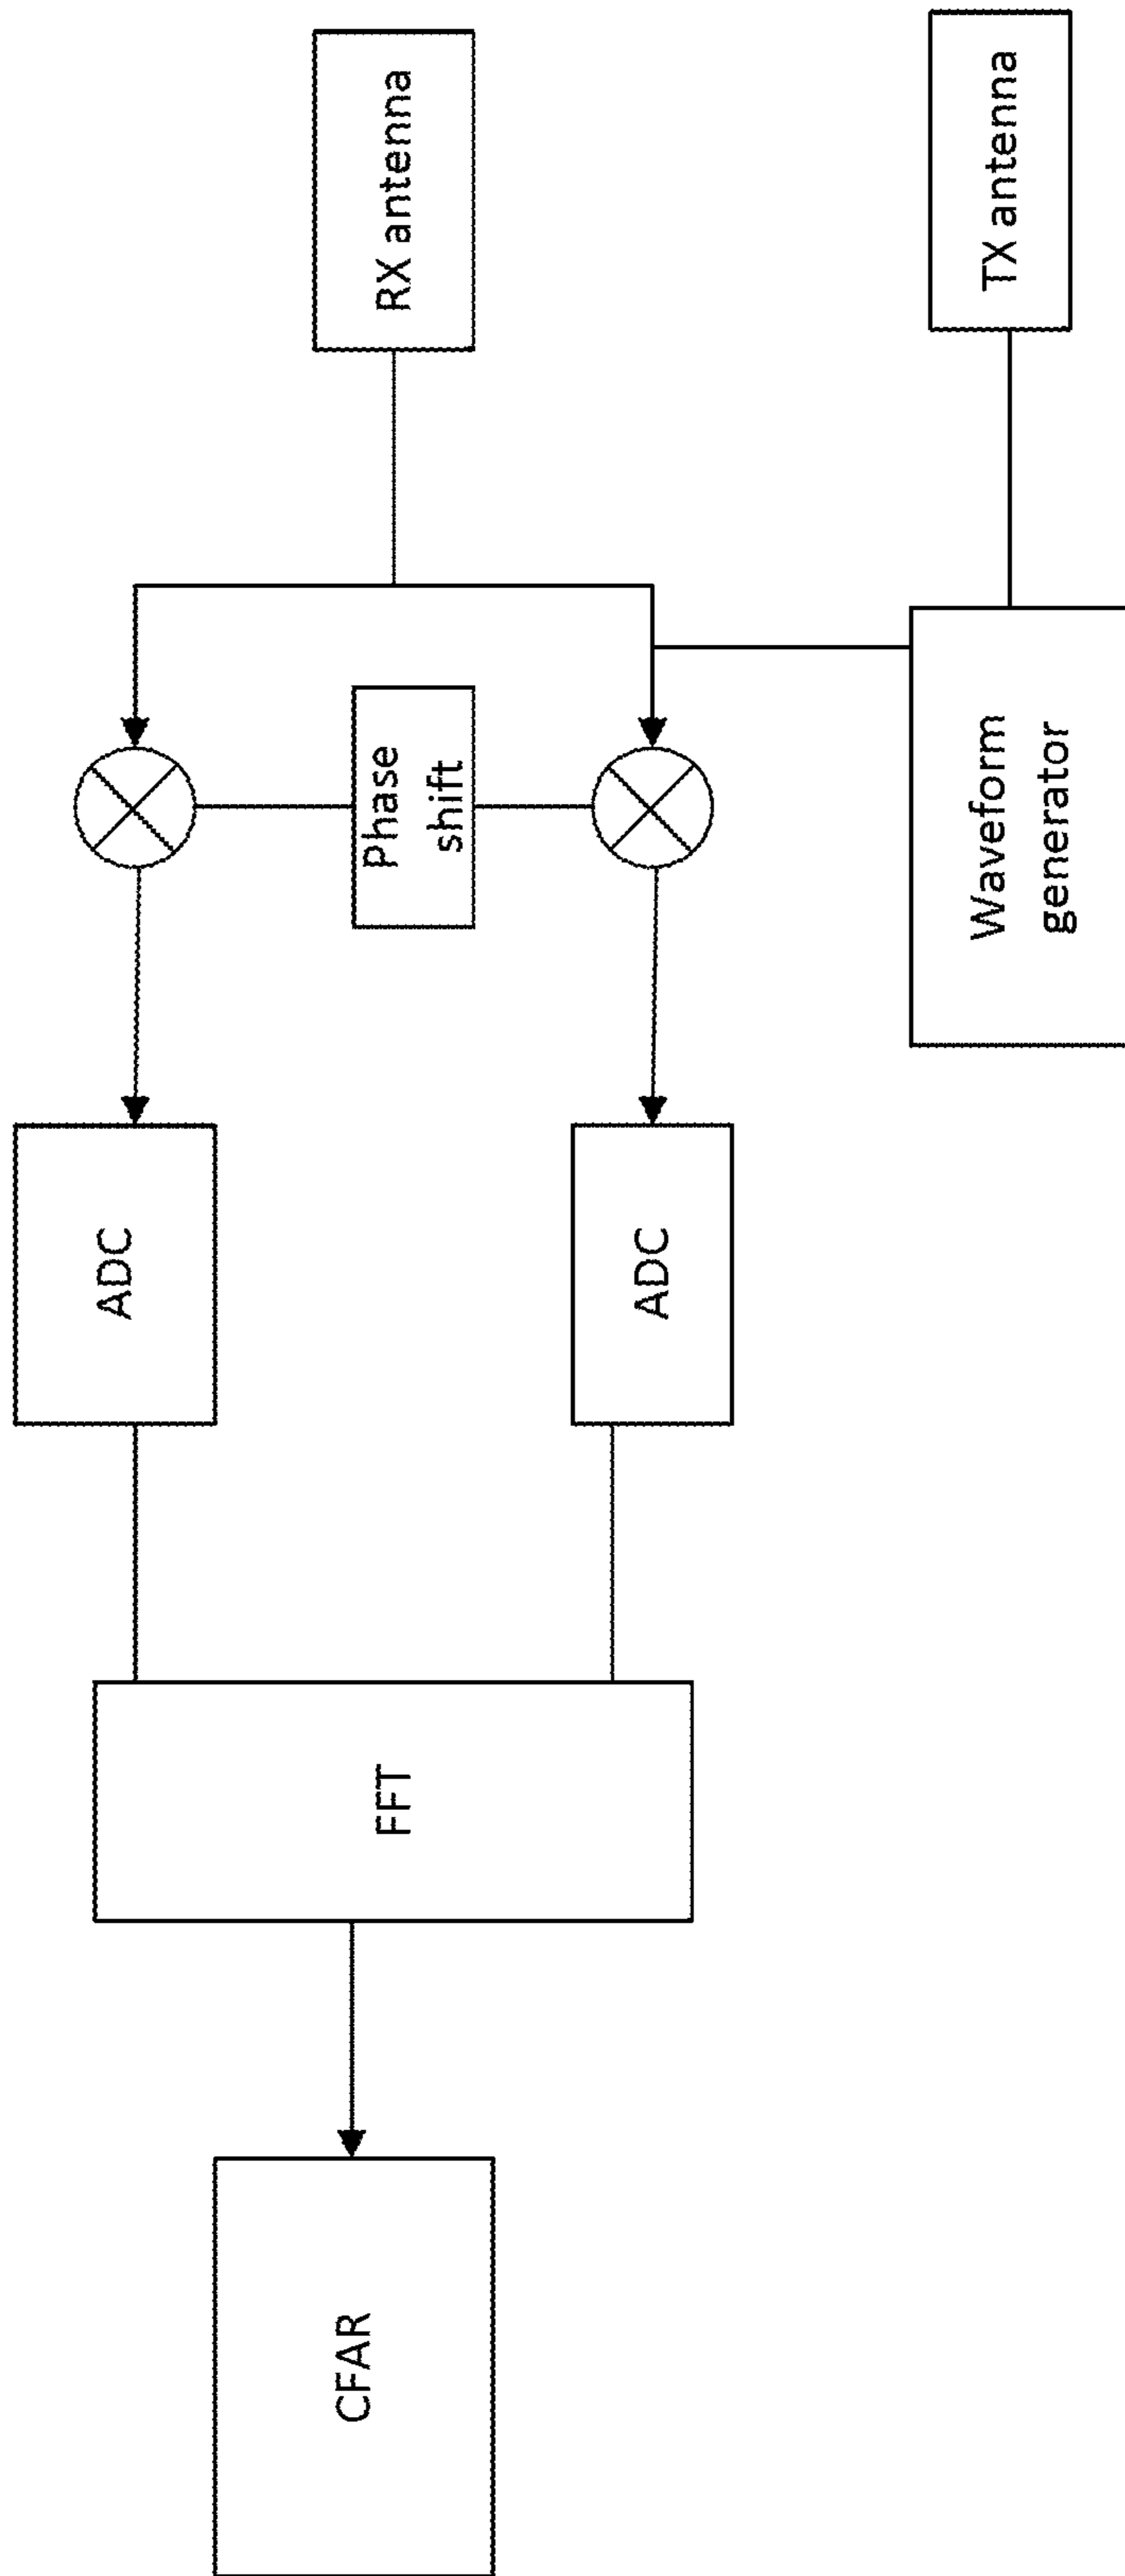 RX antenna
TX antenna
Phase
shift
Waveform
generator
ADC
ADC
FFT
CFAR